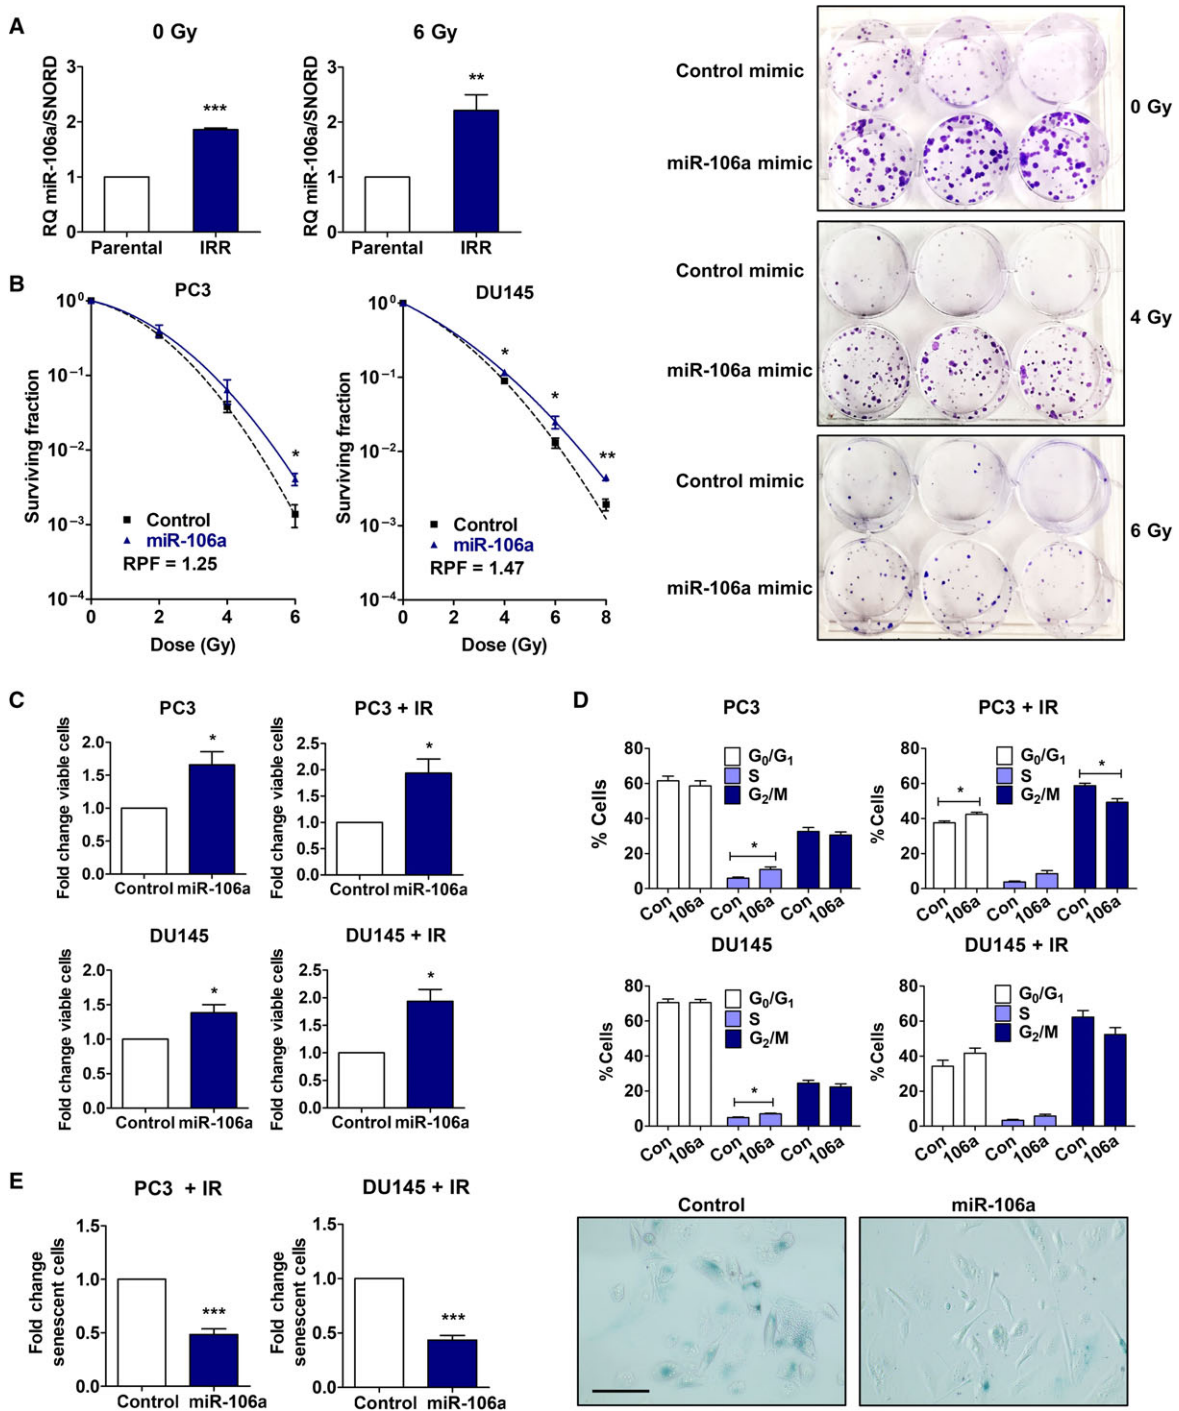 A
0 Gy
RQ miR-106a/SNORD
3
2
1
0
***
Parental IRR
6 Gy
RQ miR-106a/SNORD
3
2
1
0
**
Parental IRR
Control mimic
miR-106a mimic
0 Gy
Control mimic
miR-106a mimic
4 Gy
Control mimic
miR-106a mimic
6 Gy
B
PC3
Surviving fraction
10⁰
10⁻¹
10⁻²
10⁻³
10⁻⁴
*
Control
miR-106a
RPF = 1.25
0 2 4 6
Dose (Gy)
DU145
Surviving fraction
10⁰
10⁻¹
10⁻²
10⁻³
10⁻⁴
*
*
**
Control
miR-106a
RPF = 1.47
0 2 4 6 8
Dose (Gy)
C
PC3
Fold change viable cells
2.0
1.5
1.0
0.5
0.0
*
Control miR-106a
PC3 + IR
Fold change viable cells
2.5
2.0
1.5
1.0
0.5
0.0
*
Control miR-106a
DU145
Fold change viable cells
2.0
1.5
1.0
0.5
0.0
*
Control miR-106a
DU145 + IR
Fold change viable cells
2.5
2.0
1.5
1.0
0.5
0.0
*
Control miR-106a
D
PC3
% Cells
80
60
40
20
0
G₀/G₁
S
G₂/M
*
Con 106a Con 106a Con 106a
PC3 + IR
% Cells
80
60
40
20
0
G₀/G₁
S
G₂/M
*
*
Con 106a Con 106a Con 106a
DU145
% Cells
80
60
40
20
0
G₀/G₁
S
G₂/M
*
Con 106a Con 106a Con 106a
DU145 + IR
% Cells
80
60
40
20
0
G₀/G₁
S
G₂/M
Con 106a Con 106a Con 106a
E
PC3 + IR
Fold change
senescent cells
1.5
1.0
0.5
0.0
***
Control miR-106a
DU145 + IR
Fold change
senescent cells
1.5
1.0
0.5
0.0
***
Control miR-106a
Control
miR-106a